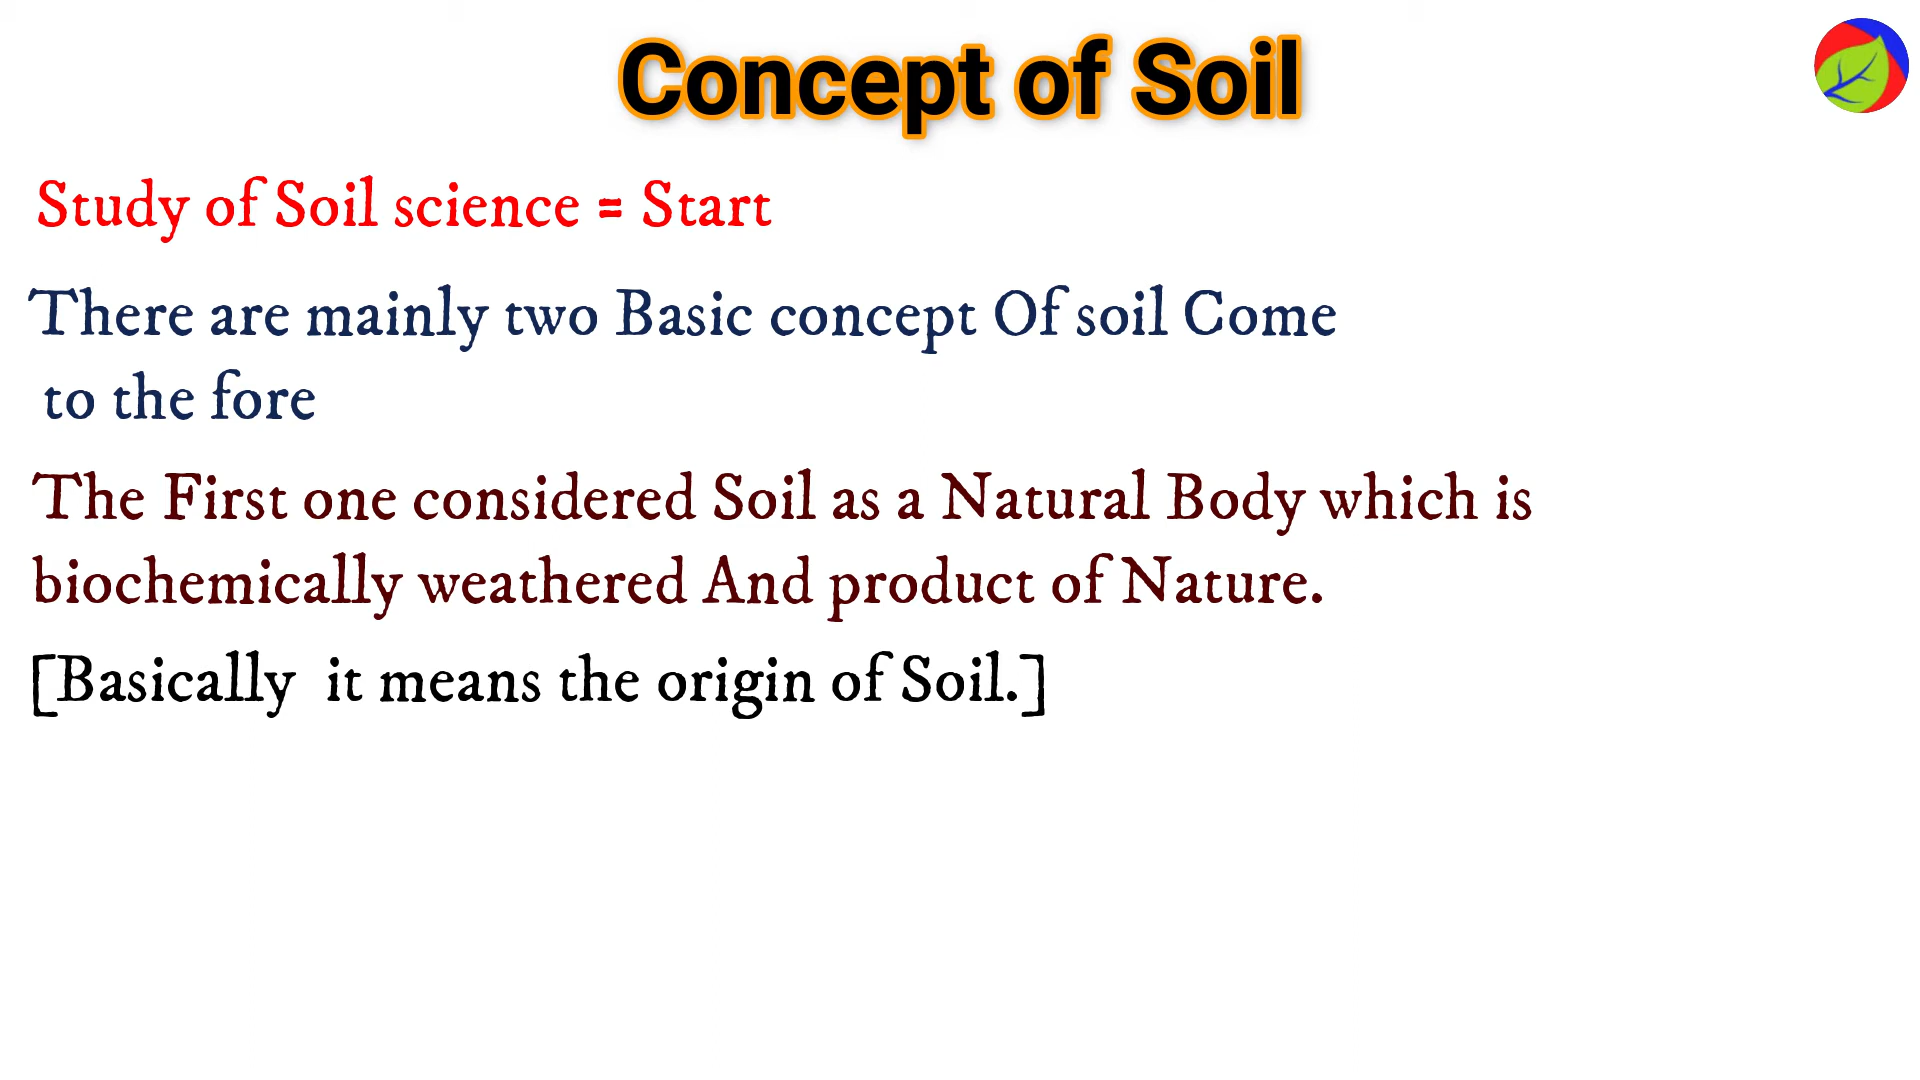 Concept of Soil
Study of Soil science = Start
There are mainly two Basic concept Of soil Come
to the fore
The First one considered Soil as a Natural Body which is
biochemically weathered And product of Nature.
[Basically it means the origin of Soil.]